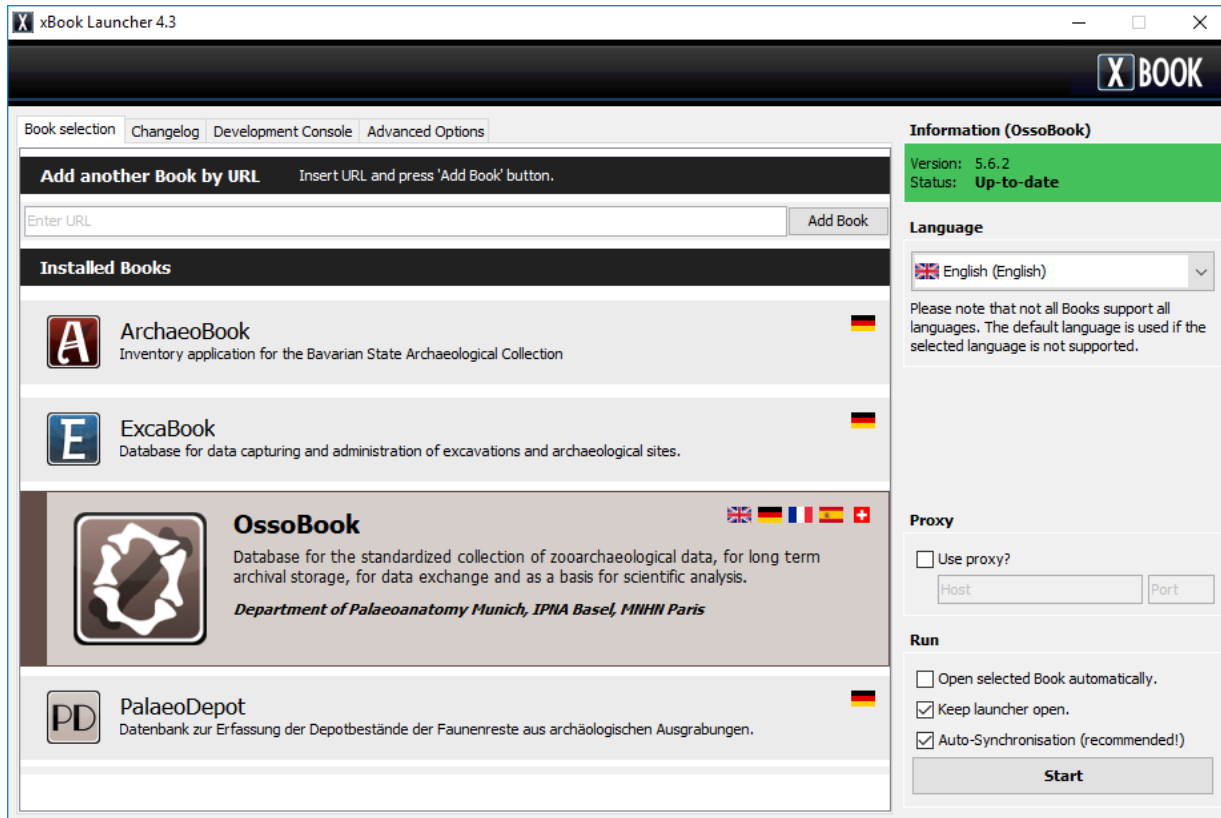 xBook Launcher 4.3
X BOOK
Book selection
Changelog
Development Console
Advanced Options
Add another Book by URL
Insert URL and press 'Add Book' button.
Enter URL
Add Book
Installed Books
A
ArchaeoBook
Inventory application for the Bavarian State Archaeological Collection
E
ExcaBook
Database for data capturing and administration of excavations and archaeological sites.
OssoBook
Database for the standardized collection of zooarchaeological data, for long term
archival storage, for data exchange and as a basis for scientific analysis.
Department of Palaeoanatomy Munich, IPNA Basel, MNHN Paris
PD
PalaeoDepot
Datenbank zur Erfassung der Depotbestände der Faunenreste aus archäologischen Ausgrabungen.
Information (OssoBook)
Version: 5.6.2
Status: Up-to-date
Language
English (English)
Please note that not all Books support all
languages. The default language is used if the
selected language is not supported.
Proxy
Use proxy?
Host
Port
Run
Open selected Book automatically.
Keep launcher open.
Auto-Synchronisation (recommended!)
Start